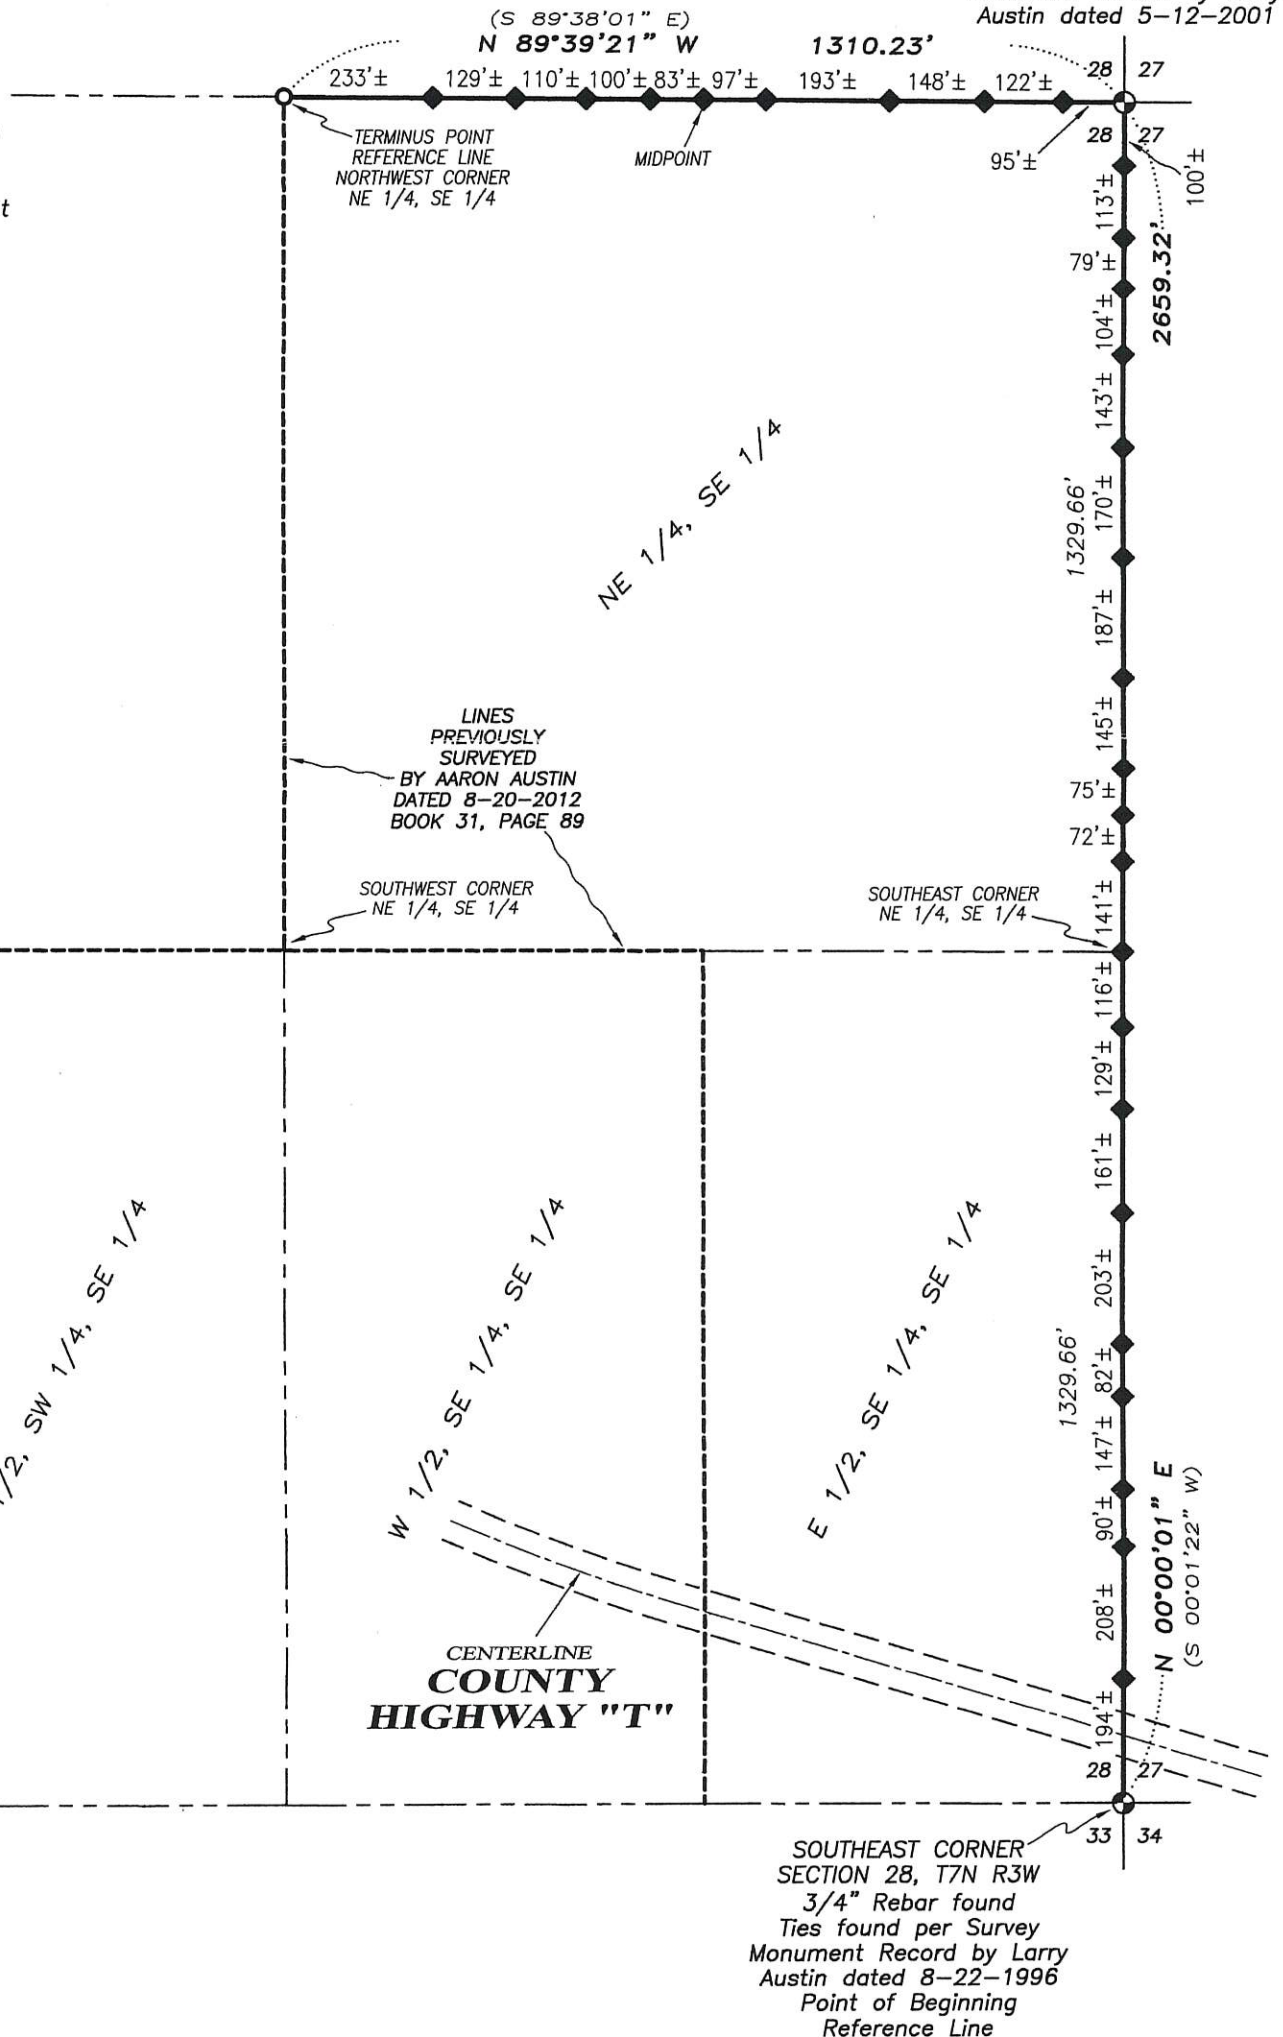 Austin dated 5-12-2001
(S 89°38'01" E)
N 89°39'21" W 1310.23'
233'± 129'± 110'± 100'± 83'± 97'± 193'± 148'± 122'± 28 27
28 27
TERMINUS POINT
REFERENCE LINE
NORTHWEST CORNER
NE 1/4, SE 1/4
MIDPOINT
95'±
100'±
t
113'±
79'±
2659.32'
104'±
143'±
NE 1/4, SE 1/4
1329.66'
170'±
187'±
145'±
LINES
PREVIOUSLY
SURVEYED
BY AARON AUSTIN
DATED 8-20-2012
BOOK 31, PAGE 89
75'±
72'±
SOUTHWEST CORNER
NE 1/4, SE 1/4
SOUTHEAST CORNER
NE 1/4, SE 1/4
141'±
116'±
129'±
161'±
1/2, SW 1/4, SE 1/4
W 1/2, SE 1/4, SE 1/4
E 1/2, SE 1/4, SE 1/4
203'±
1329.66'
82'±
147'±
90'±
N 00°00'01" E
(S 00°01'22" W)
208'±
CENTERLINE
COUNTY
HIGHWAY "T"
194'±
28 27
33 34
SOUTHEAST CORNER
SECTION 28, T7N R3W
3/4" Rebar found
Ties found per Survey
Monument Record by Larry
Austin dated 8-22-1996
Point of Beginning
Reference Line